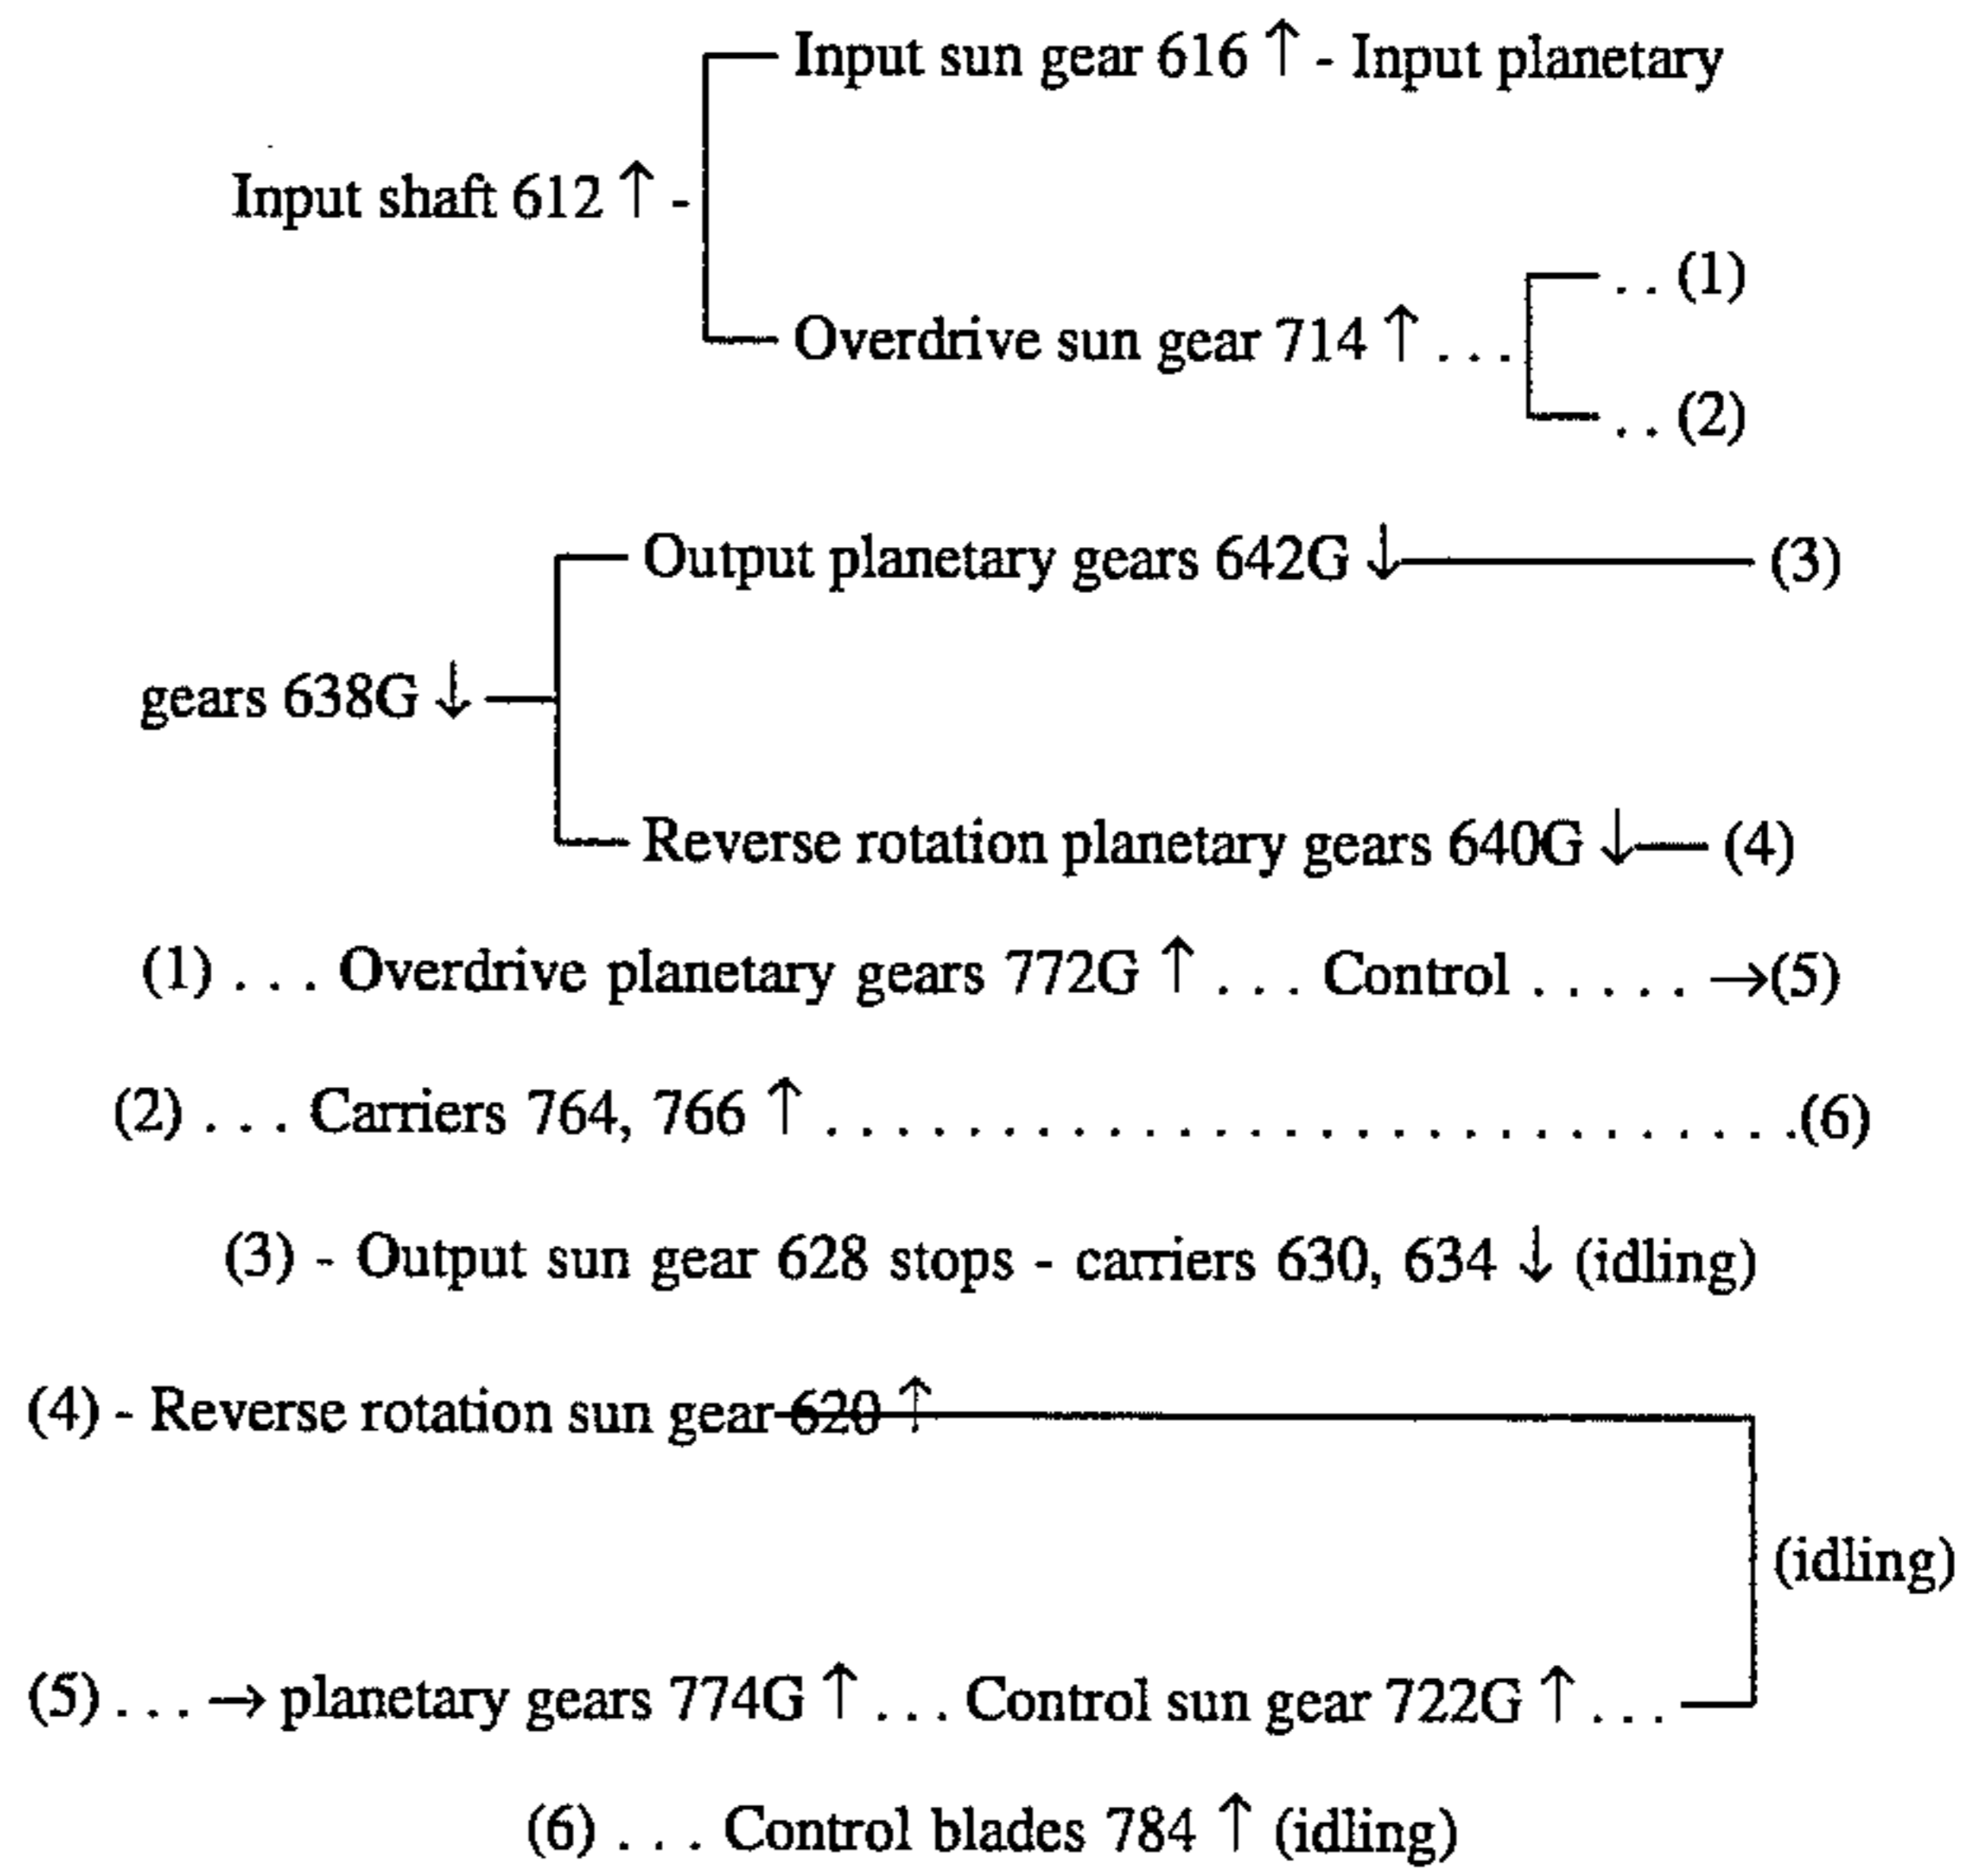 Input sun gear 616 ↑ - Input planetary
Input shaft 612 ↑ -
. . (1)
Overdrive sun gear 714 ↑ . . .
. . (2)
Output planetary gears 642G ↓ (3)
gears 638G ↓
Reverse rotation planetary gears 640G ↓ (4)
(1) . . . Overdrive planetary gears 772G ↑ . . . Control . . . . . →(5)
(2) . . . Carriers 764, 766 ↑ . . . . . . . . . . . . . . . . . . . . . . . . . . . .(6)
(3) - Output sun gear 628 stops - carriers 630, 634 ↓ (idling)
(4) - Reverse rotation sun gear 620 ↑
(idling)
(5) . . . → planetary gears 774G ↑ . . . Control sun gear 722G ↑ . . .
(6) . . . Control blades 784 ↑ (idling)